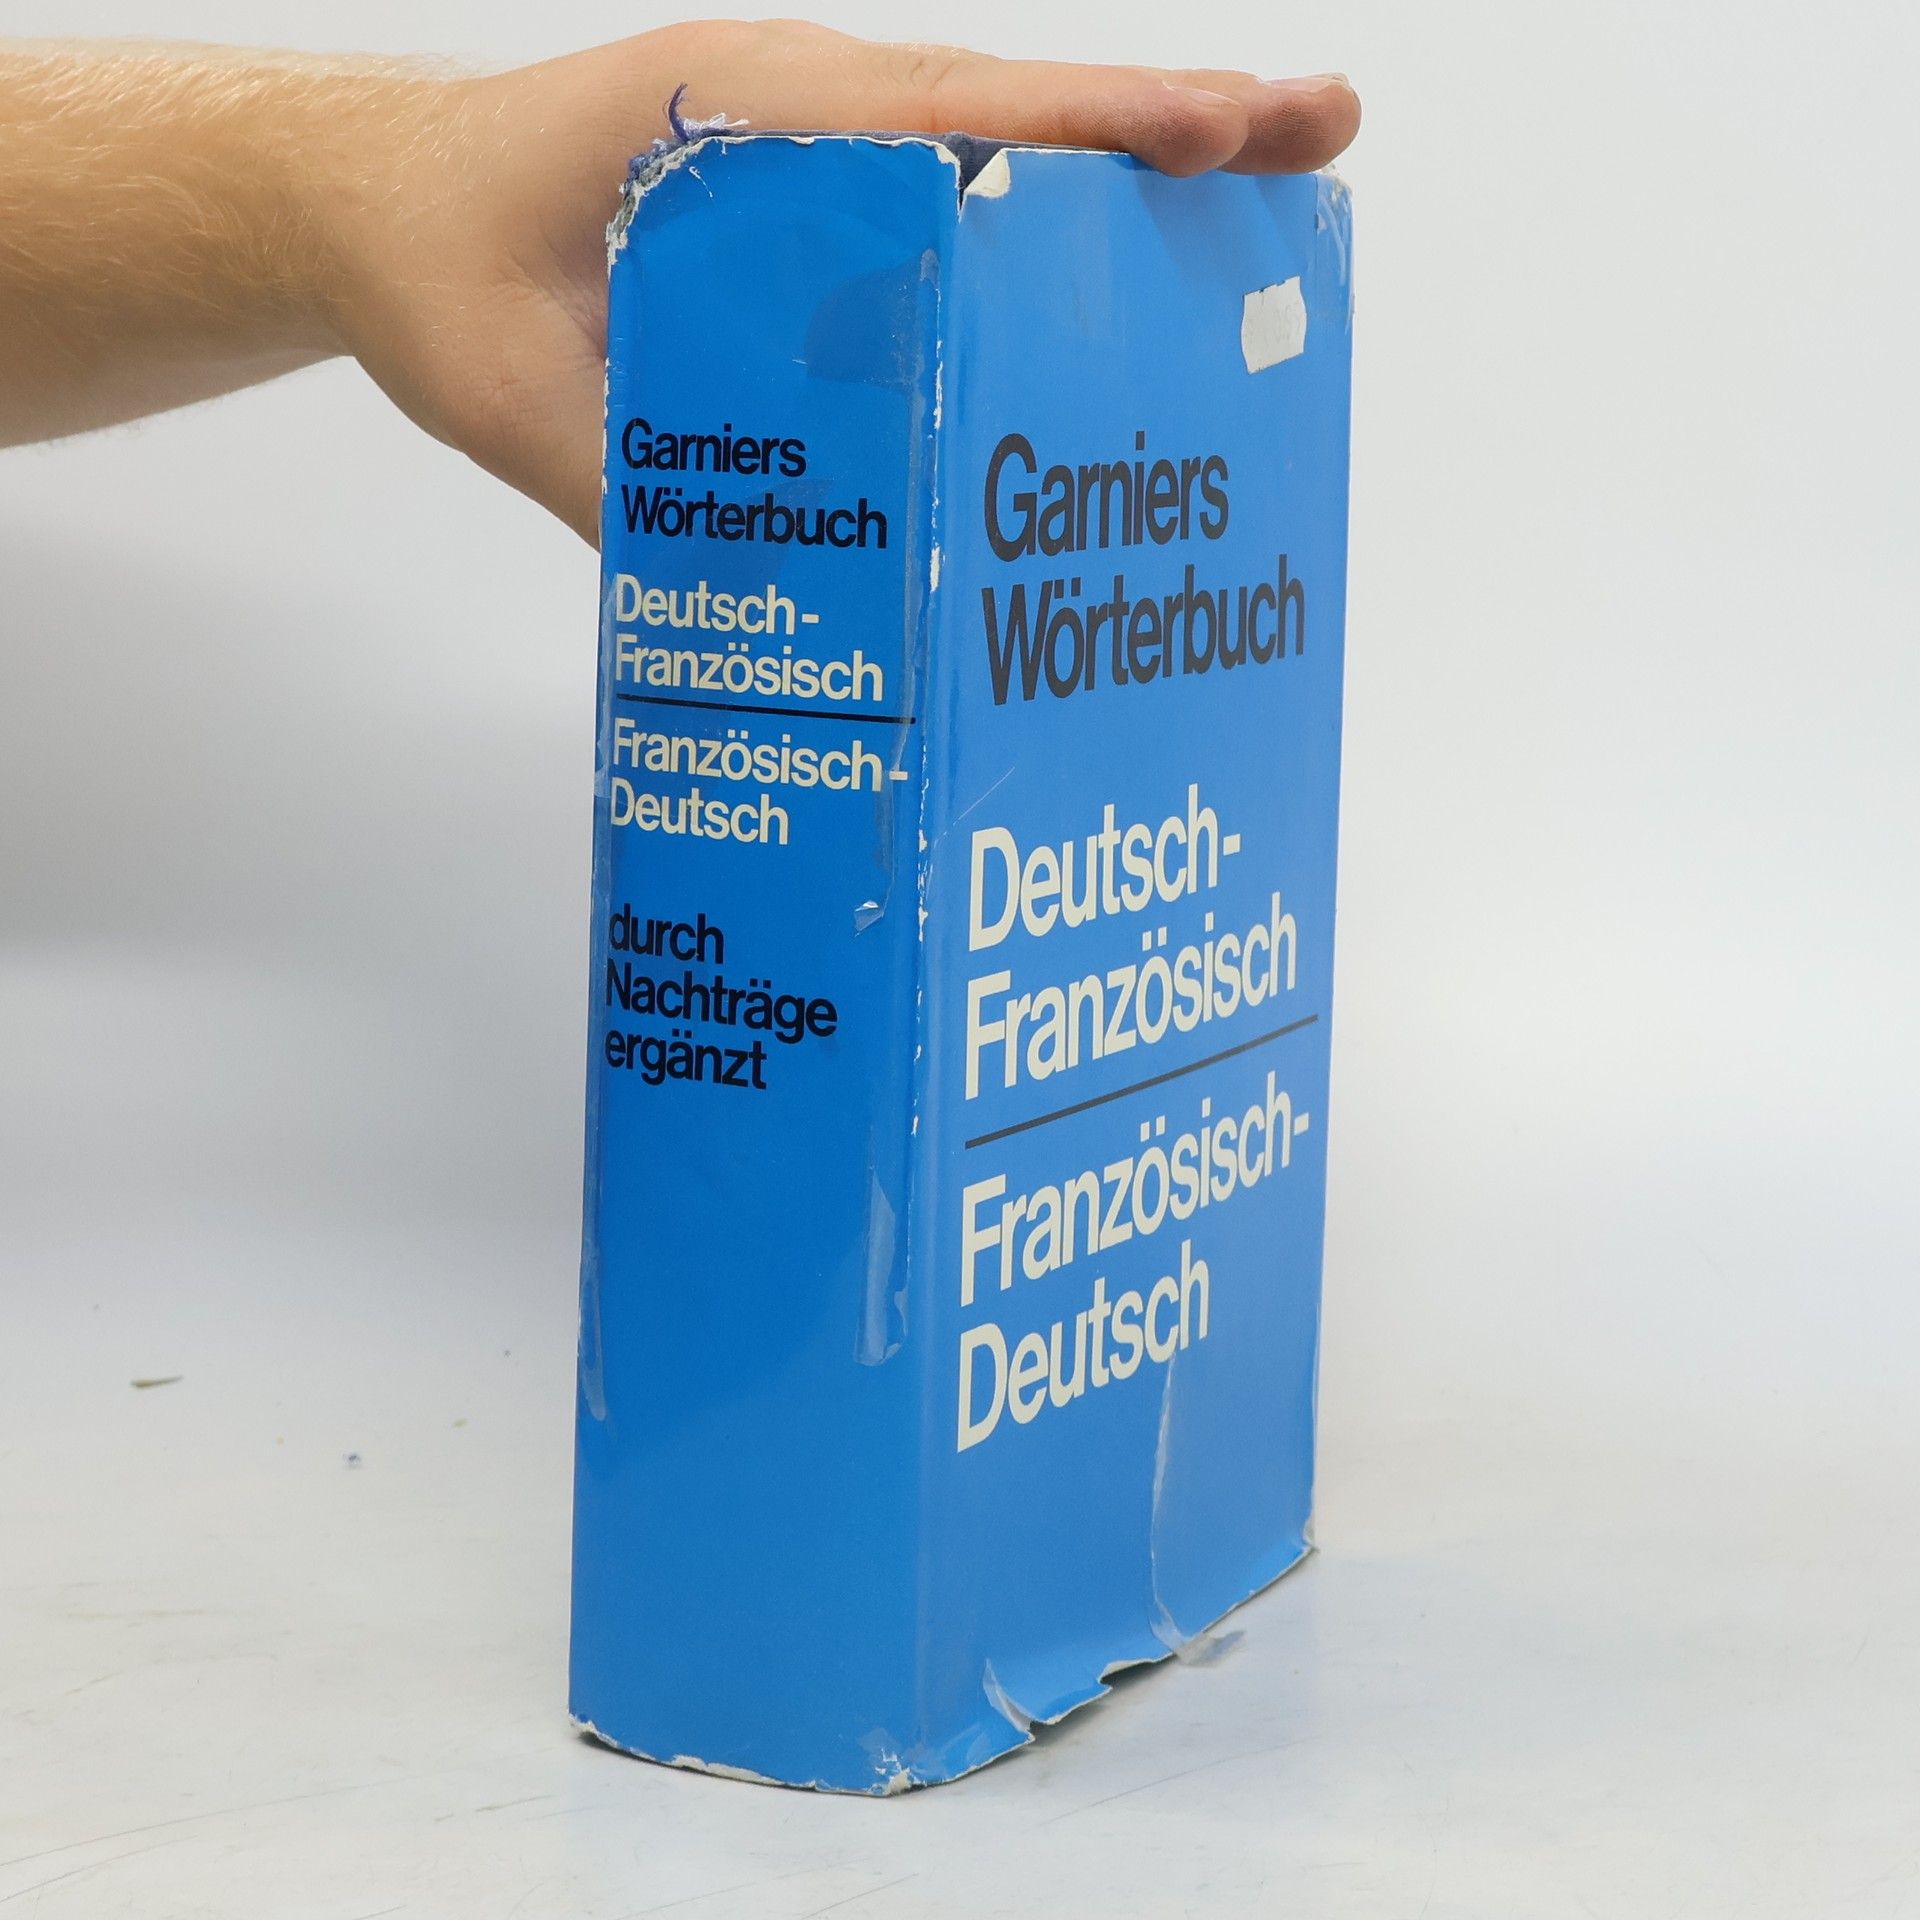 Garniers
Wörterbuch
Deutsch-
Französisch
Französisch-
Deutsch
durch
Nachträge
ergänzt
Garniers
Wörterbuch
Deutsch-
Französisch
Französisch-
Deutsch